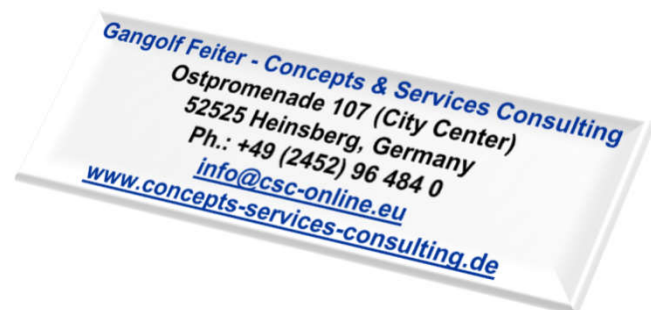 Gangolf Feiter - Concepts & Services Consulting
Ostpromenade 107 (City Center)
52525 Heinsberg, Germany
Ph.: +49 (2452) 96 484 0
info@csc-online.eu
www.concepts-services-consulting.de